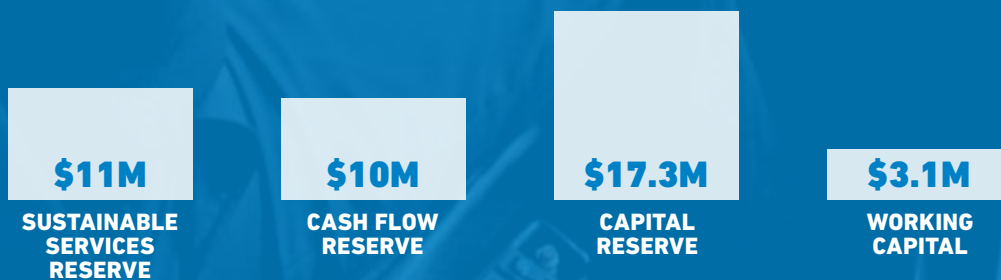 $11M
SUSTAINABLE
SERVICES
RESERVE
$10M
CASH FLOW
RESERVE
$17.3M
CAPITAL
RESERVE
$3.1M
WORKING
CAPITAL